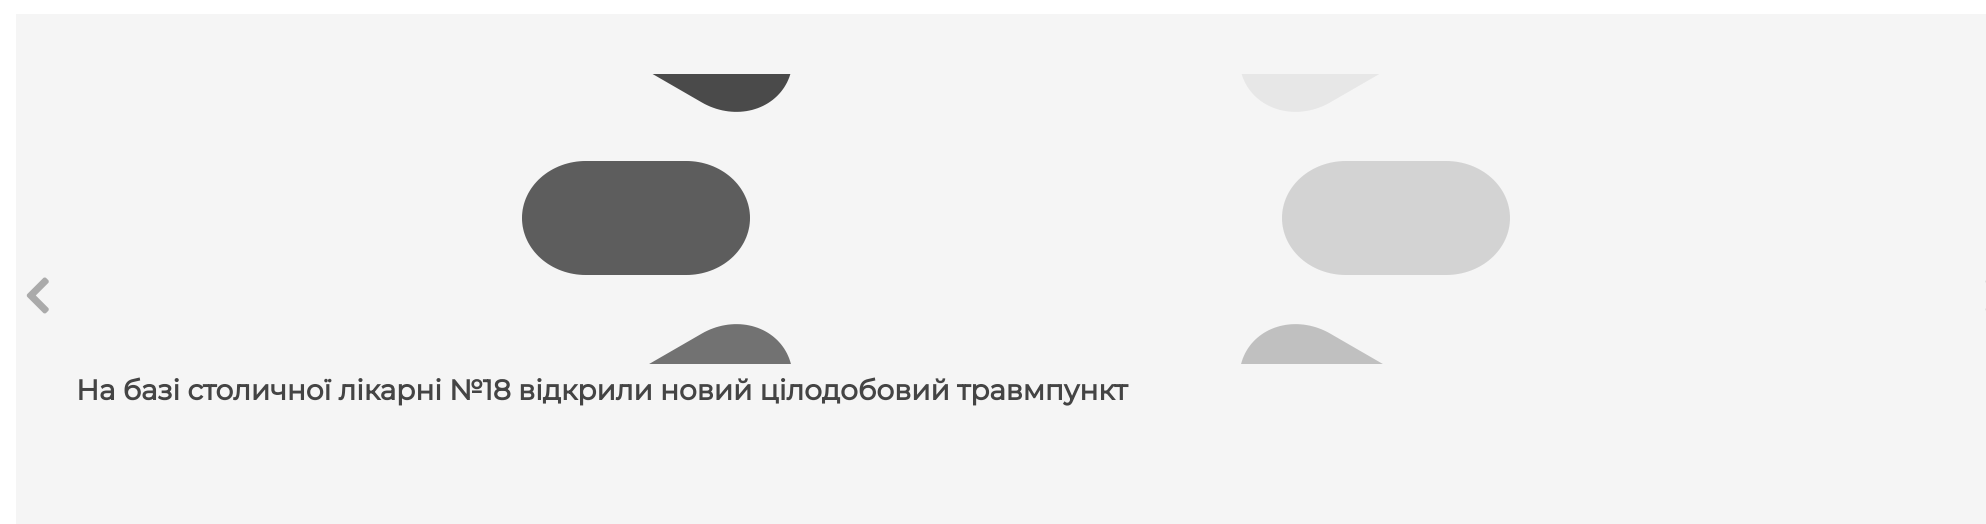 На базі столичної лікарні №18 відкрили новий цілодобовий травмпункт